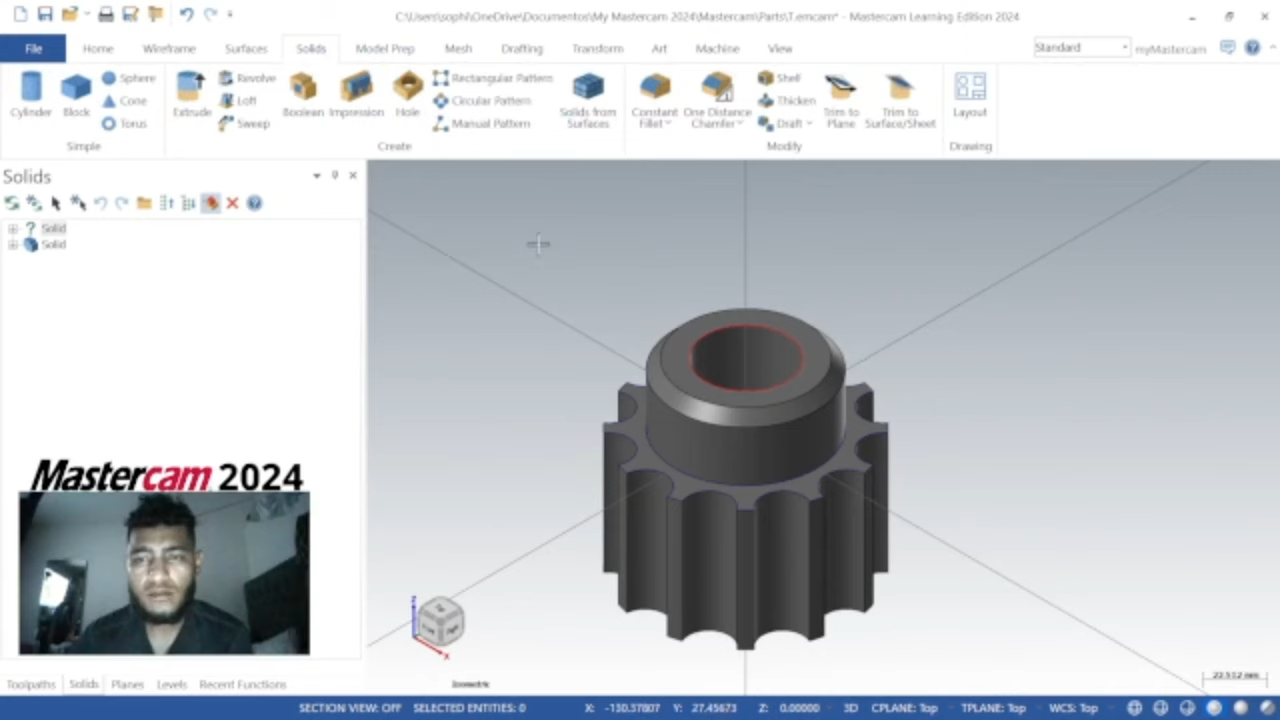 C:\Users\sophi\OneDrive\Documentos\My Mastercam 2024\Mastercam\Parts\T.emcam* - Mastercam Learning Edition 2024
File Home Wireframe Surfaces Solids Model Prep Mesh Drafting Transform Art Machine View Standard myMastercam
Cylinder Block Sphere Cone Torus
Simple
Extrude Revolve Loft Sweep Boolean Impression Hole Rectangular Pattern Circular Pattern Manual Pattern Solids from Surfaces
Create
Constant Fillet One Distance Chamfer Shell Thicken Draft Trim to Plane Trim to Surface/Sheet
Modify
Layout
Drawing
Solids
Solid
Solid
Mastercam 2024
Z
X
Isometric
22.512 mm
Toolpaths Solids Planes Levels Recent Functions
SECTION VIEW: OFF SELECTED ENTITIES: 0 X: -130.37807 Y: 27.45673 Z: 0.00000 3D CPLANE: Top TPLANE: Top WCS: Top